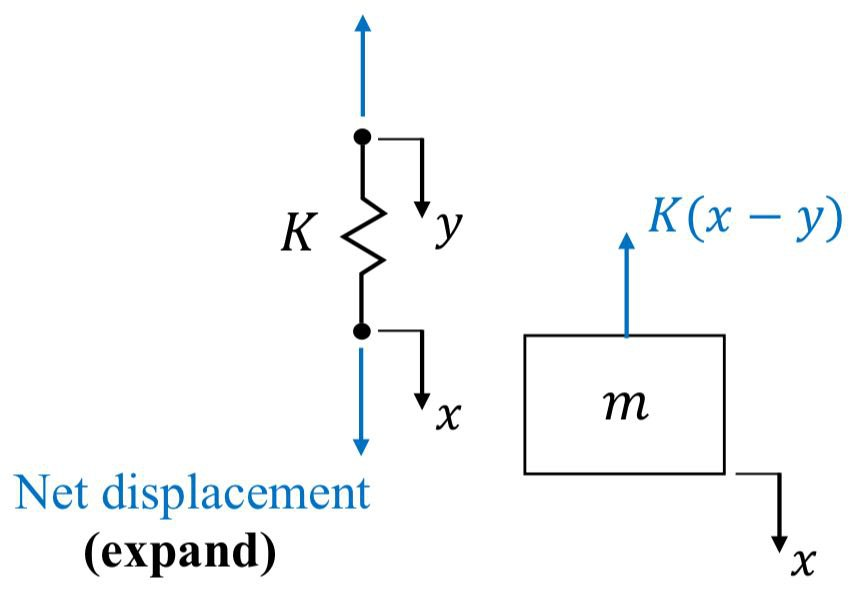 K
y
x
Net displacement
(expand)
K(x − y)
m
x